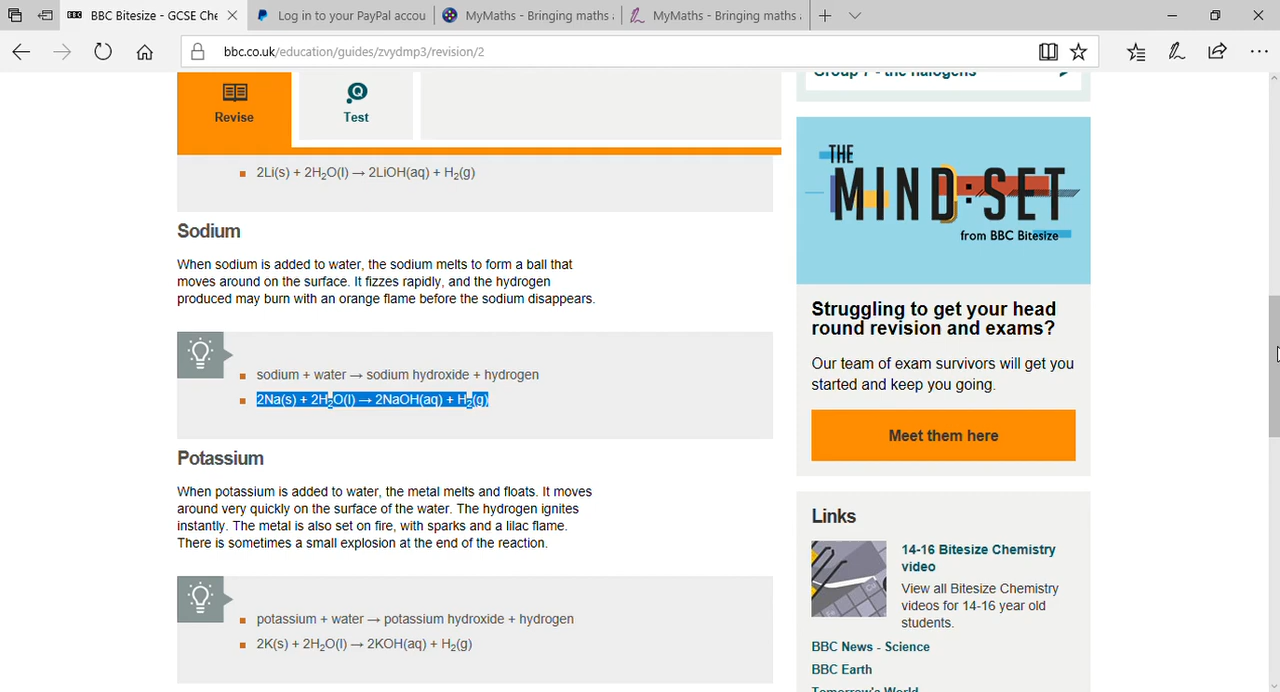 BBC Bitesize - GCSE Che
Log in to your PayPal accou
MyMaths - Bringing maths
MyMaths - Bringing maths
bbc.co.uk/education/guides/zvydmp3/revision/2
Revise
Test
2Li(s) + 2H₂O(l) → 2LiOH(aq) + H₂(g)
Sodium
When sodium is added to water, the sodium melts to form a ball that
moves around on the surface. It fizzes rapidly, and the hydrogen
produced may burn with an orange flame before the sodium disappears.
sodium + water → sodium hydroxide + hydrogen
2Na(s) + 2H₂O(l) → 2NaOH(aq) + H₂(g)
Potassium
When potassium is added to water, the metal melts and floats. It moves
around very quickly on the surface of the water. The hydrogen ignites
instantly. The metal is also set on fire, with sparks and a lilac flame.
There is sometimes a small explosion at the end of the reaction.
potassium + water → potassium hydroxide + hydrogen
2K(s) + 2H₂O(l) → 2KOH(aq) + H₂(g)
Group 7 - the halogens
THE
MIND:SET
from BBC Bitesize
Struggling to get your head
round revision and exams?
Our team of exam survivors will get you
started and keep you going.
Meet them here
Links
14-16 Bitesize Chemistry
video
View all Bitesize Chemistry
videos for 14-16 year old
students.
BBC News - Science
BBC Earth
Tomorrow's World